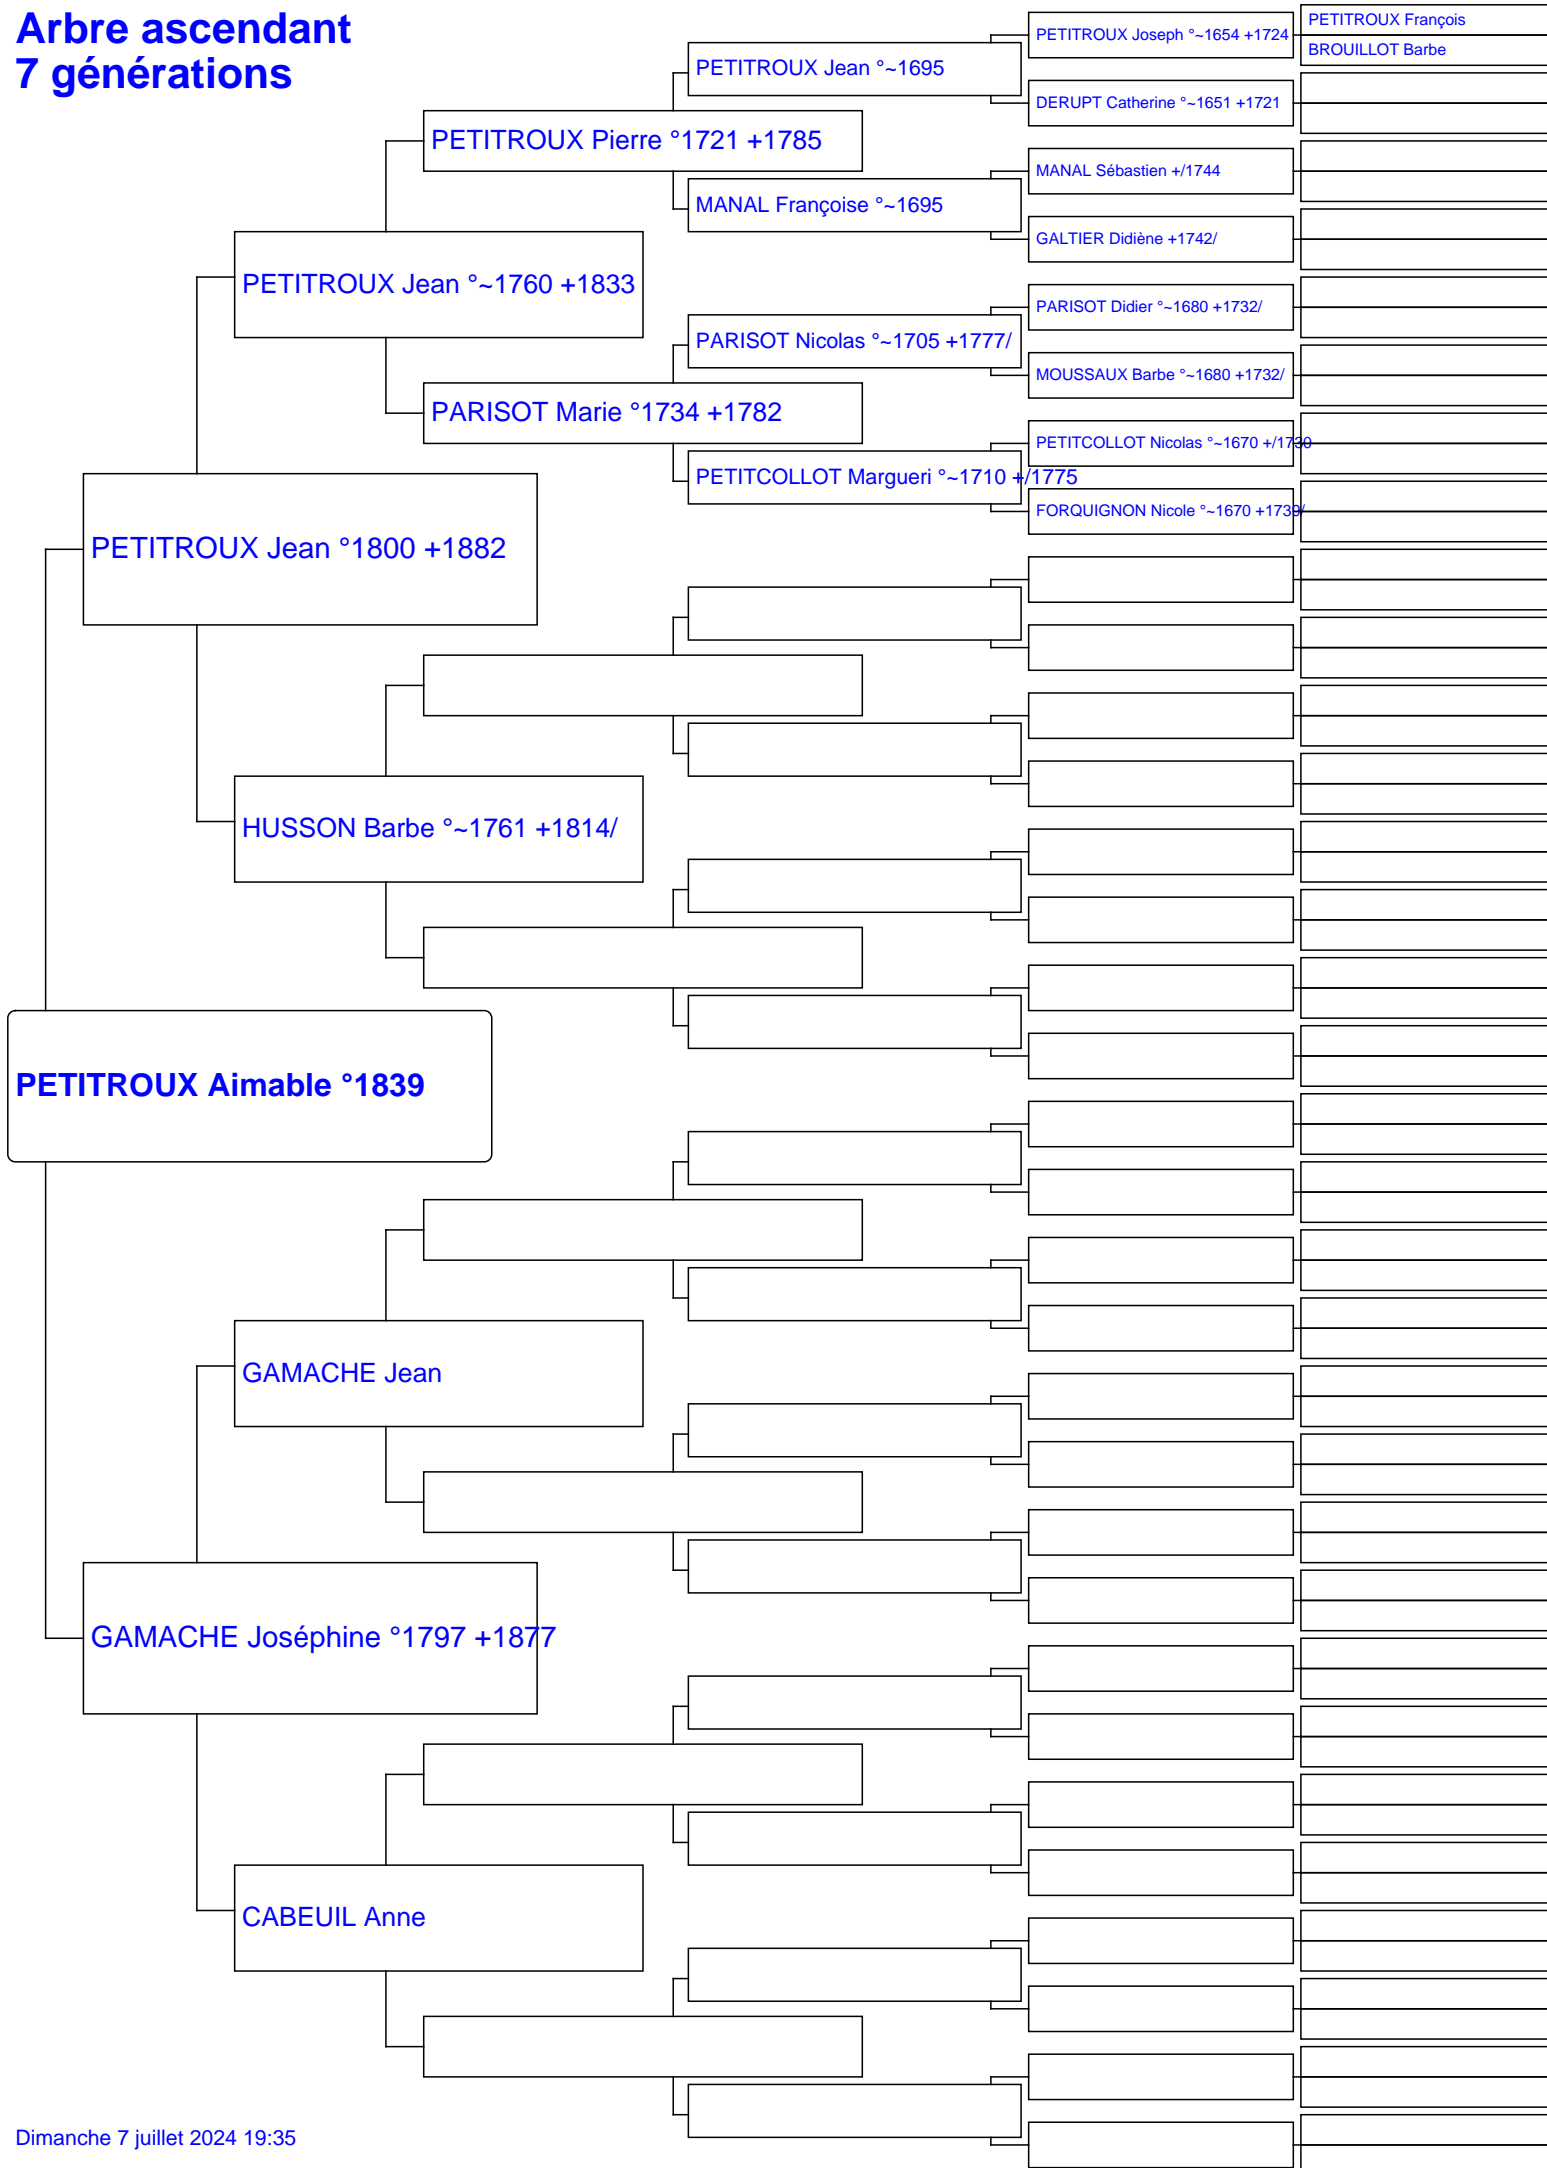 Arbre ascendant
7 générations
PETITROUX Joseph °~1654 +1724
PETITROUX François
BROUILLOT Barbe
PETITROUX Jean °~1695
DERUPT Catherine °~1651 +1721
PETITROUX Pierre °1721 +1785
MANAL Sébastien +/1744
MANAL Françoise °~1695
GALTIER Didiène +1742/
PETITROUX Jean °~1760 +1833
PARISOT Didier °~1680 +1732/
PARISOT Nicolas °~1705 +1777/
MOUSSAUX Barbe °~1680 +1732/
PARISOT Marie °1734 +1782
PETITCOLLOT Nicolas °~1670 +/1730
PETITCOLLOT Margueri °~1710 +/1775
FORQUIGNON Nicole °~1670 +1739/
PETITROUX Jean °1800 +1882
HUSSON Barbe °~1761 +1814/
PETITROUX Aimable °1839
GAMACHE Jean
GAMACHE Joséphine °1797 +1877
CABEUIL Anne
Dimanche 7 juillet 2024 19:35